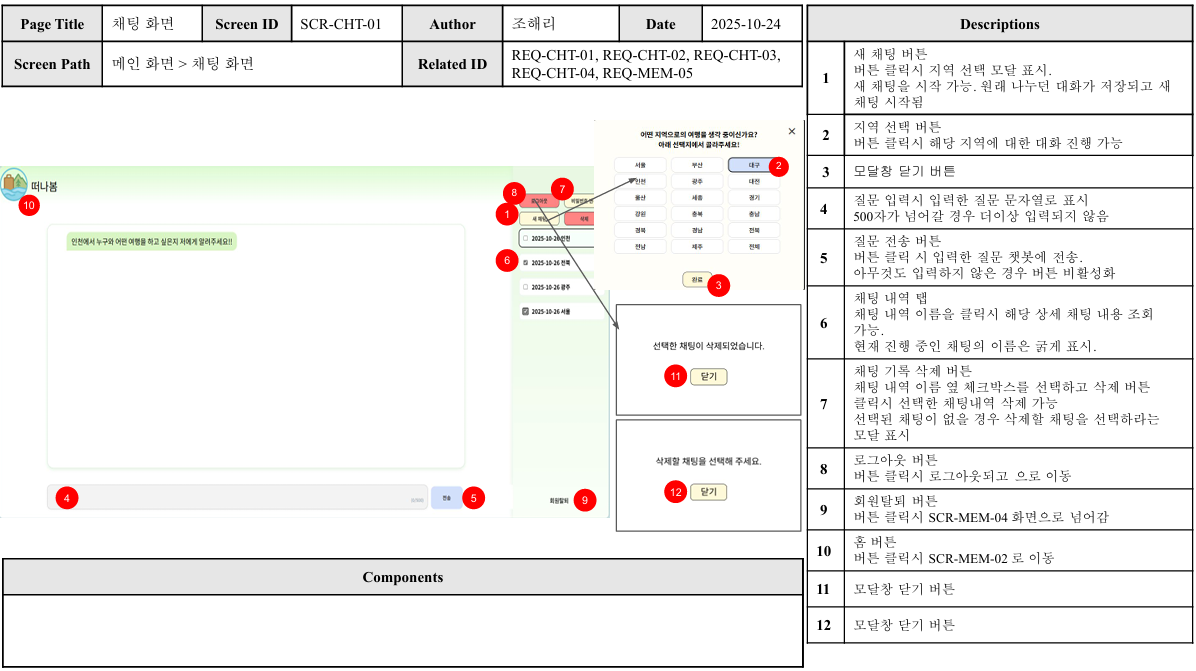 Page Title 채팅 화면 Screen ID SCR-CHT-01 Author 조해리 Date 2025-10-24
Screen Path 메인 화면 > 채팅 화면 Related ID REQ-CHT-01, REQ-CHT-02, REQ-CHT-03,
REQ-CHT-04, REQ-MEM-05
떠나봄
10
인천에서 누구와 어떤 여행을 하고 싶은지 저에게 알려주세요!!
8
7
로그아웃
비밀번호
1
새 채팅
삭제
2025-10-26 인천
6
2025-10-26 전북
2025-10-26 광주
2025-10-26 서울
4
전송
5
회원탈퇴
9
어떤 지역으로의 여행을 생각 중이신가요?
아래 선택지에서 골라주세요!
×
서울 부산 대구
2
인천 광주 대전
울산 세종 경기
강원 충북 충남
경북 경남 전북
전남 제주 전체
완료
3
선택한 채팅이 삭제되었습니다.
11
닫기
삭제할 채팅을 선택해 주세요.
12
닫기
Components
Descriptions
1
새 채팅 버튼
버튼 클릭시 지역 선택 모달 표시.
새 채팅을 시작 가능. 원래 나누던 대화가 저장되고 새
채팅 시작됨
2
지역 선택 버튼
버튼 클릭시 해당 지역에 대한 대화 진행 가능
3
모달창 닫기 버튼
4
질문 입력시 입력한 질문 문자열로 표시
500자가 넘어갈 경우 더이상 입력되지 않음
5
질문 전송 버튼
버튼 클릭 시 입력한 질문 챗봇에 전송.
아무것도 입력하지 않은 경우 버튼 비활성화
6
채팅 내역 탭
채팅 내역 이름을 클릭시 해당 상세 채팅 내용 조회
가능.
현재 진행 중인 채팅의 이름은 굵게 표시.
7
채팅 기록 삭제 버튼
채팅 내역 이름 옆 체크박스를 선택하고 삭제 버튼
클릭시 선택한 채팅내역 삭제 가능
선택된 채팅이 없을 경우 삭제할 채팅을 선택하라는
모달 표시
8
로그아웃 버튼
버튼 클릭시 로그아웃되고 으로 이동
9
회원탈퇴 버튼
버튼 클릭시 SCR-MEM-04 화면으로 넘어감
10
홈 버튼
버튼 클릭시 SCR-MEM-02 로 이동
11
모달창 닫기 버튼
12
모달창 닫기 버튼